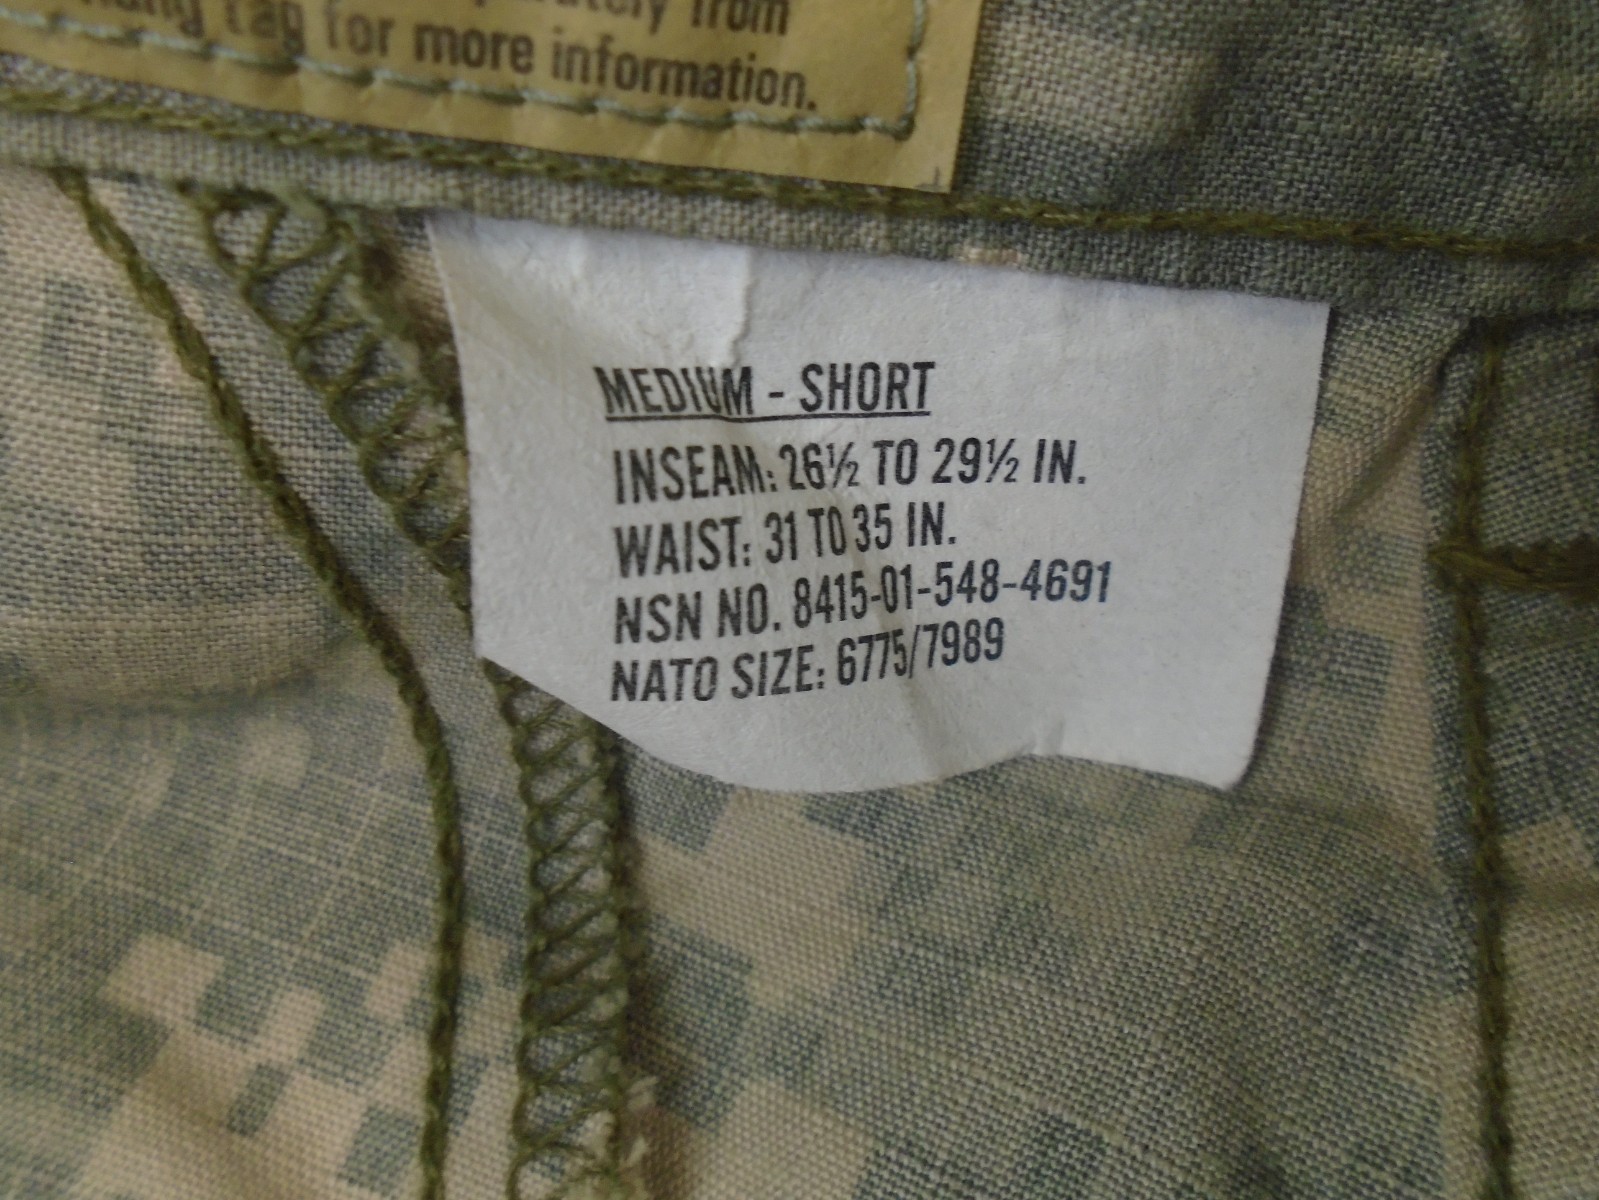 from
tag for more information.
MEDIUM - SHORT
INSEAM: 26½ TO 29½ IN.
WAIST: 31 TO 35 IN.
NSN NO. 8415-01-548-4691
NATO SIZE: 6775/7989